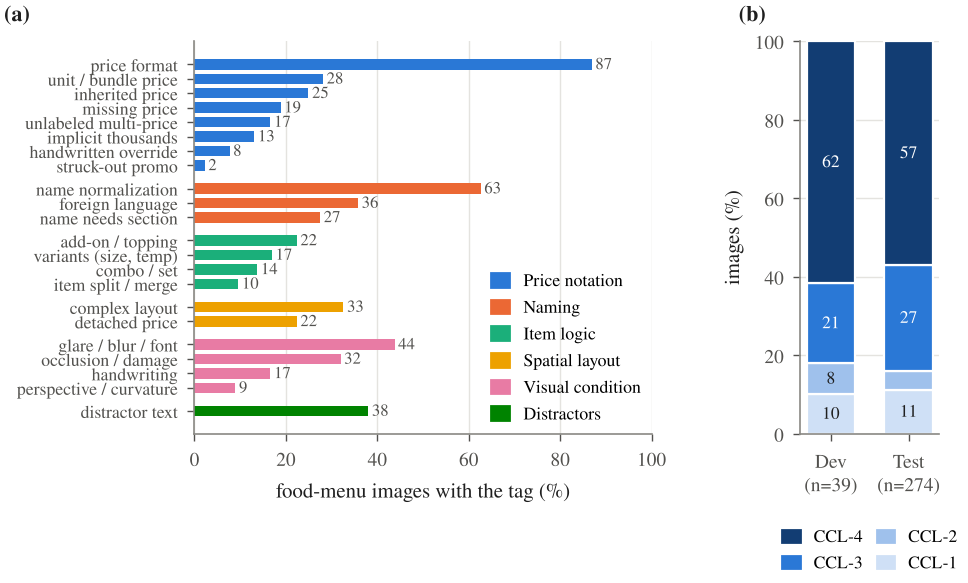 (a)
price format 87
unit / bundle price 28
inherited price 25
missing price 19
unlabeled multi-price 17
implicit thousands 13
handwritten override 8
struck-out promo 2
name normalization 63
foreign language 36
name needs section 27
add-on / topping 22
variants (size, temp) 17
combo / set 14
item split / merge 10
complex layout 33
detached price 22
glare / blur / font 44
occlusion / damage 32
handwriting 17
perspective / curvature 9
distractor text 38
Price notation
Naming
Item logic
Spatial layout
Visual condition
Distractors
0 20 40 60 80 100
food-menu images with the tag (%)
(b)
images (%)
100
80
60
40
20
0
62 57
21 27
8
10 11
Dev Test
(n=39) (n=274)
CCL-4 CCL-2
CCL-3 CCL-1